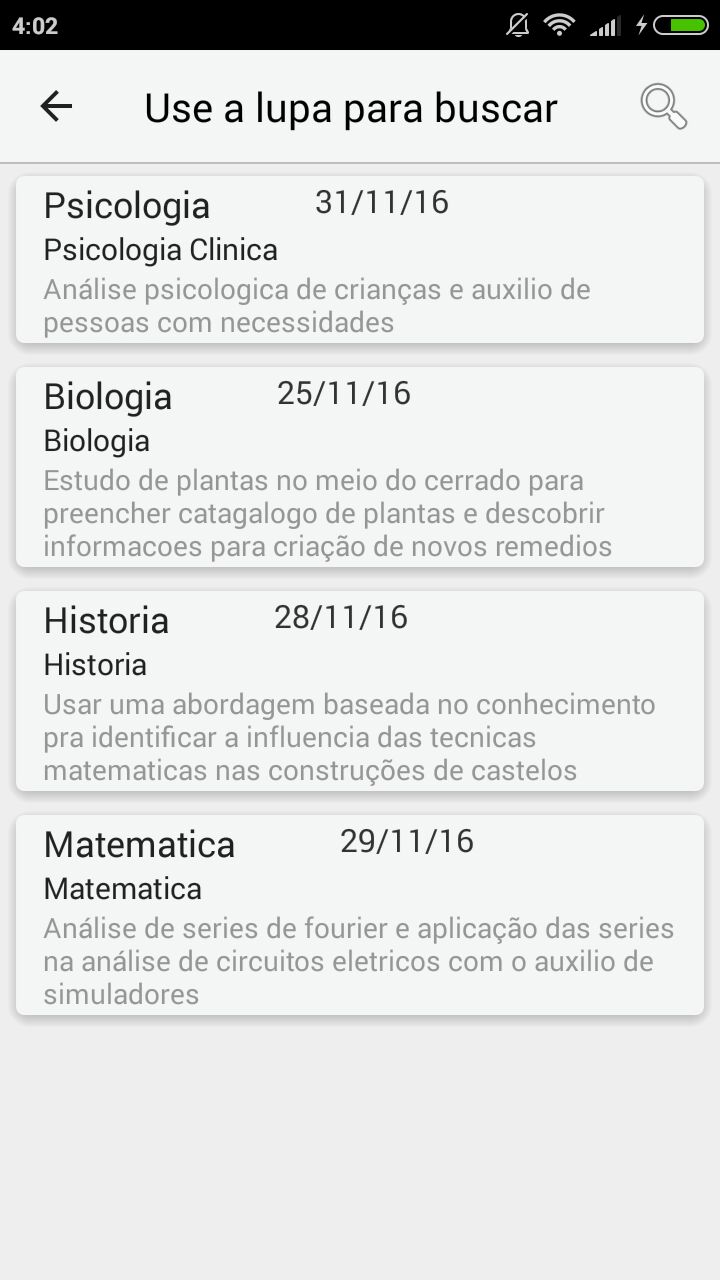 4:02
Use a lupa para buscar
Psicologia 31/11/16
Psicologia Clinica
Análise psicologica de crianças e auxilio de
pessoas com necessidades
Biologia 25/11/16
Biologia
Estudo de plantas no meio do cerrado para
preencher catagalogo de plantas e descobrir
informacoes para criação de novos remedios
Historia 28/11/16
Historia
Usar uma abordagem baseada no conhecimento
pra identificar a influencia das tecnicas
matematicas nas construções de castelos
Matematica 29/11/16
Matematica
Análise de series de fourier e aplicação das series
na análise de circuitos eletricos com o auxilio de
simuladores